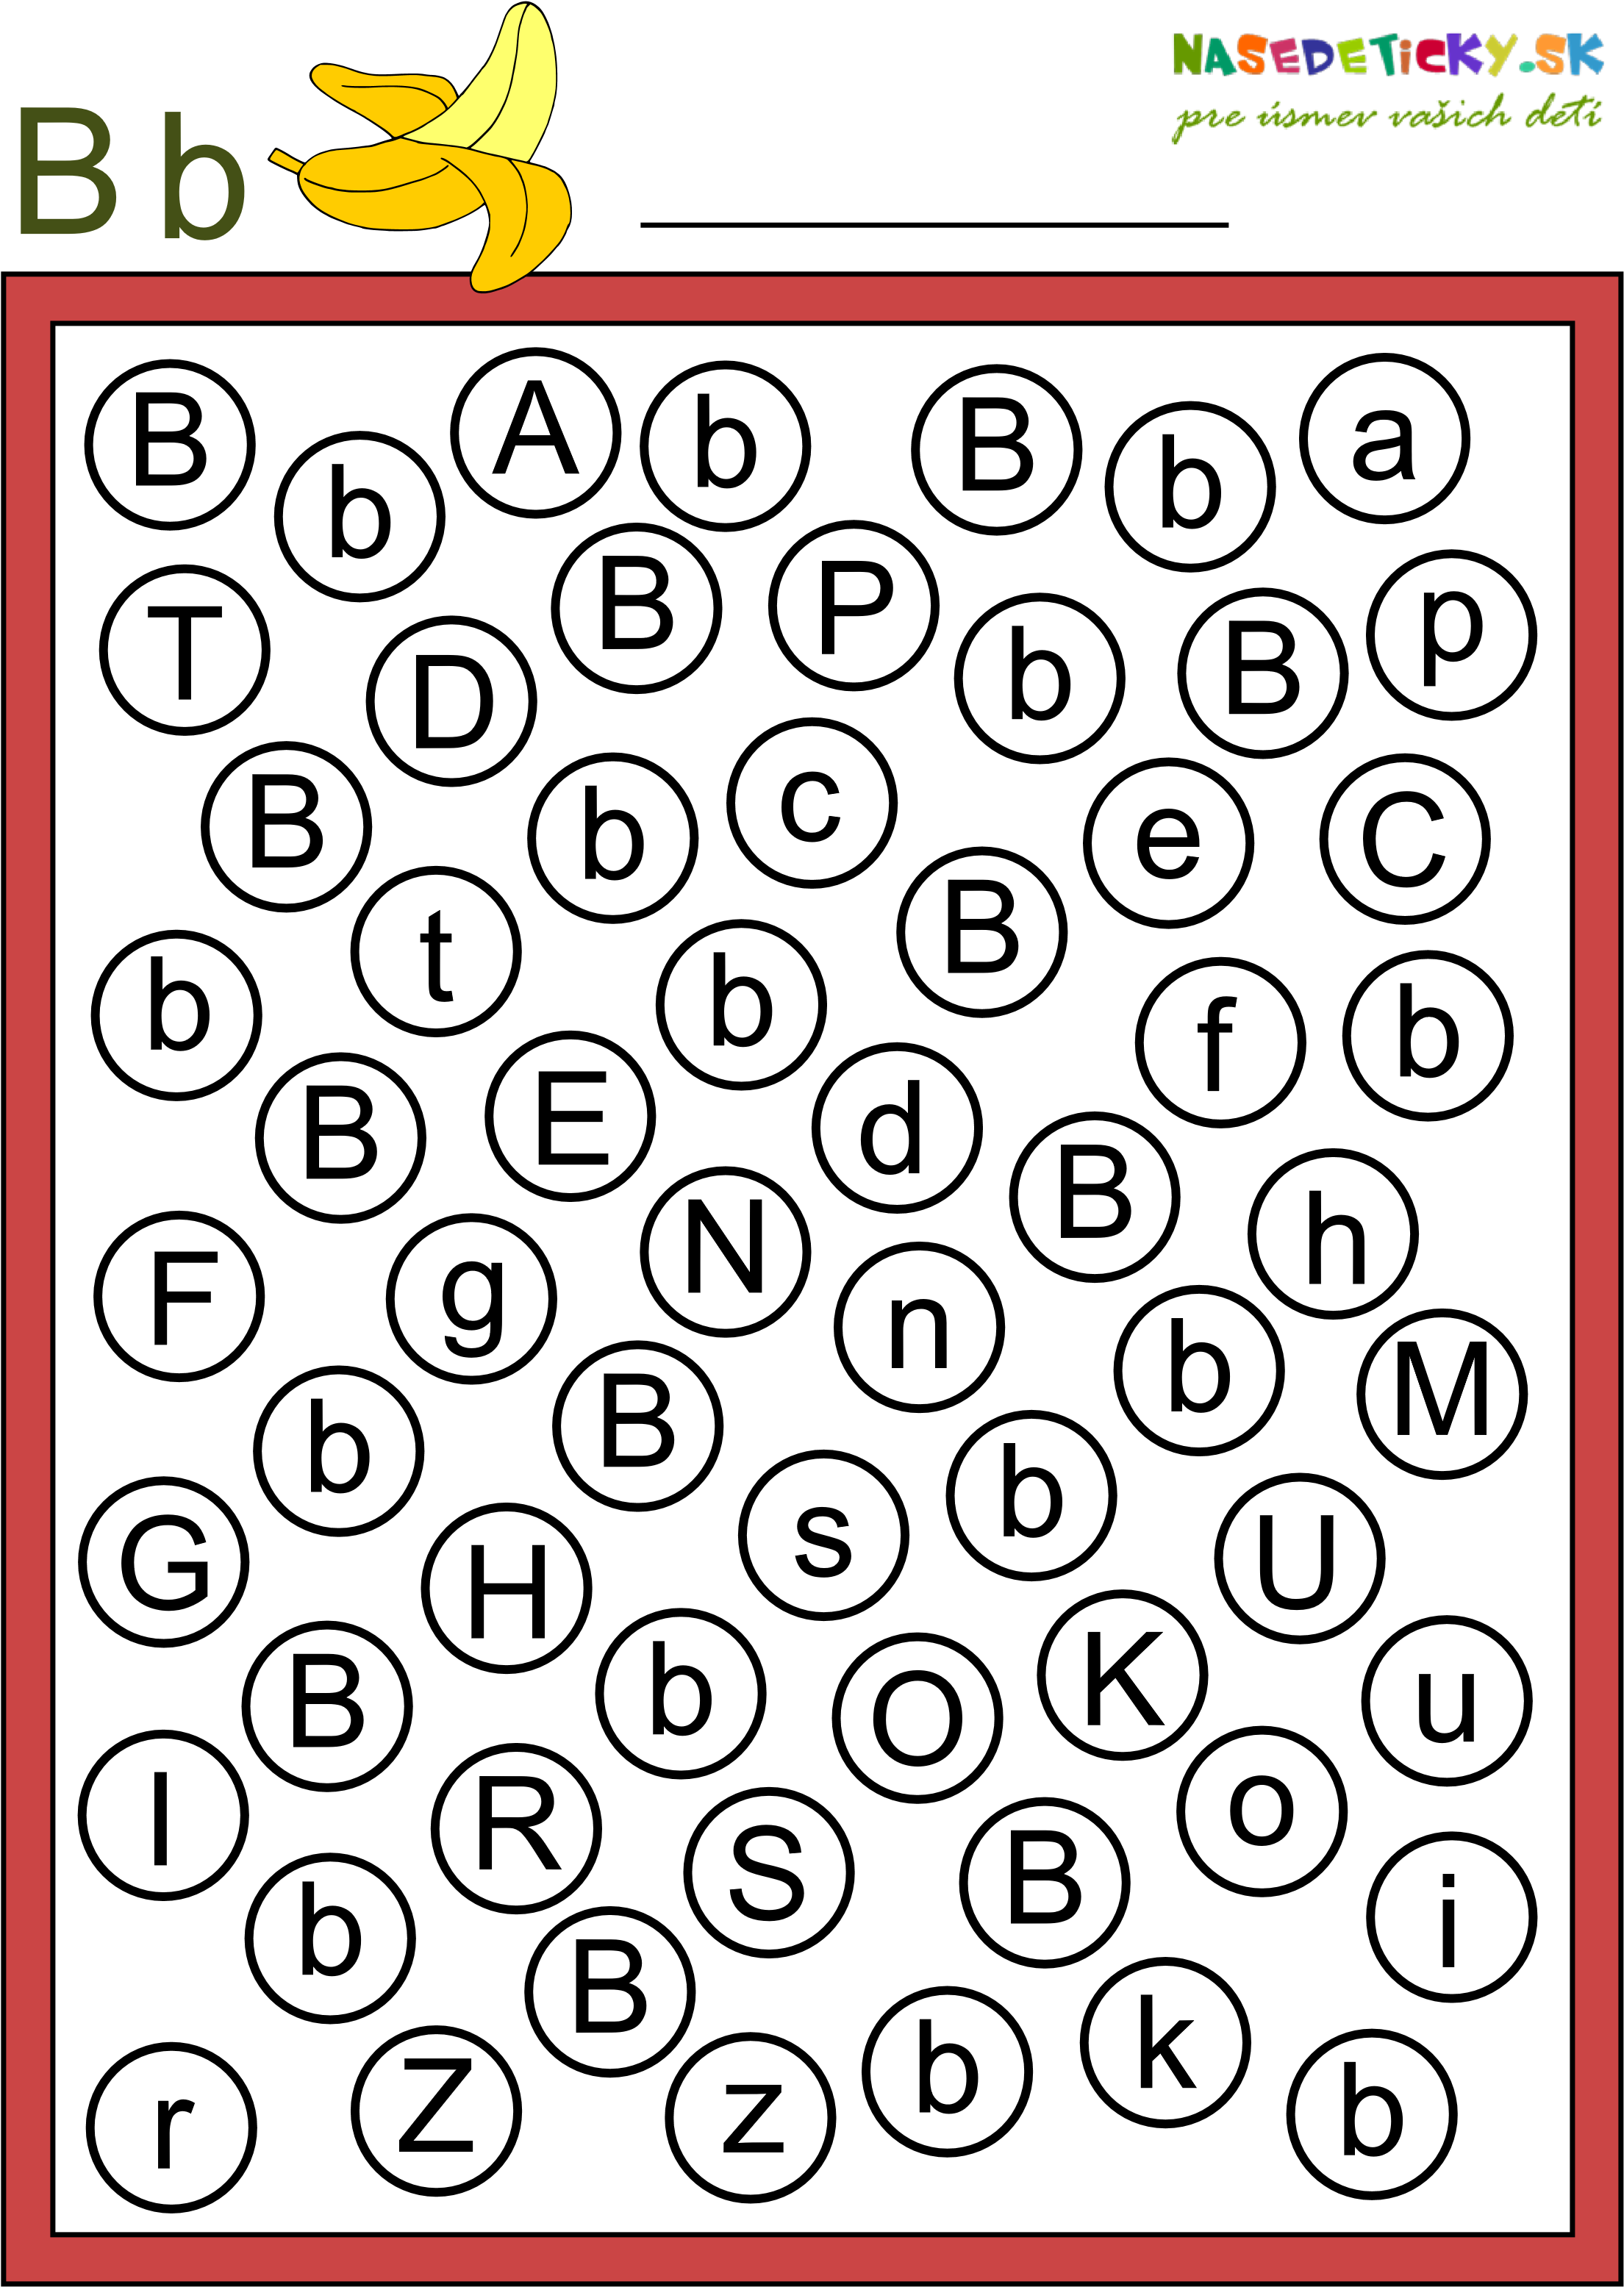 NASEDETiCKY.SK
pre úsmev vašich detí
B b
B b A b B b a
T D B P b B p
B b c B e C
b t b f b
B E d B h
F g N n b M
b B s b U
G H b O K u
B R S B o i
I b B b k b
r Z z